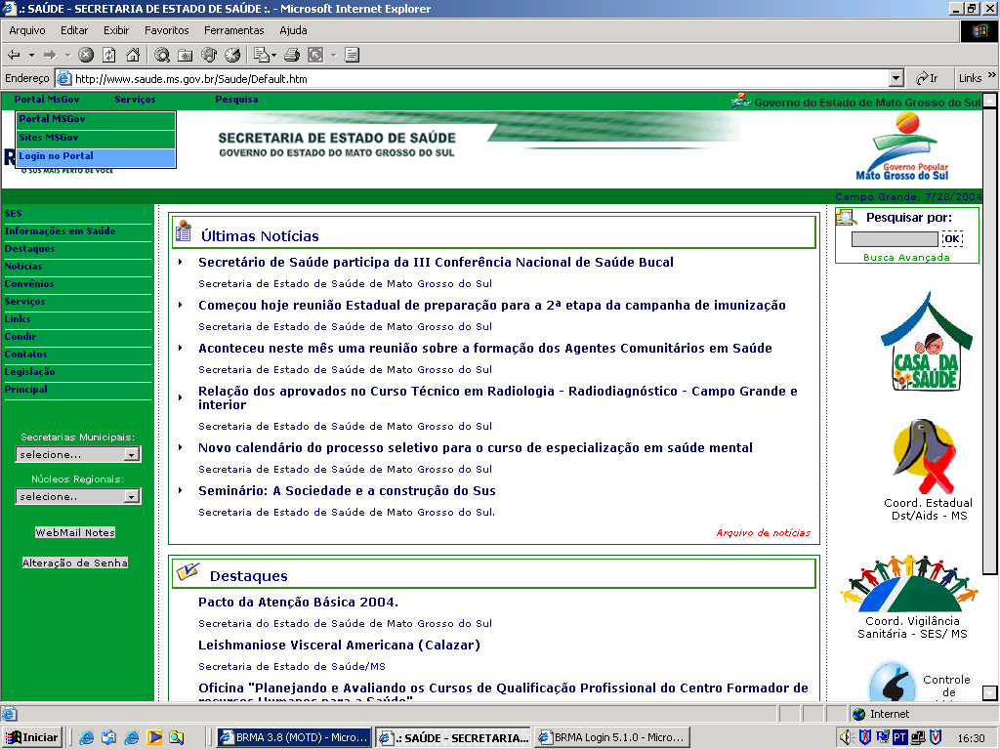 .: SAÚDE - SECRETARIA DE ESTADO DE SAÚDE :. - Microsoft Internet Explorer
Arquivo Editar Exibir Favoritos Ferramentas Ajuda
Endereço http://www.saude.ms.gov.br/Saude/Default.htm Ir Links »
Portal MsGov Serviços Pesquisa Governo do Estado de Mato Grosso do Sul
Portal MSGov
Sites MSGov
Login no Portal
R
O SUS MAIS PERTO DE VOCÊ
SECRETARIA DE ESTADO DE SAÚDE
GOVERNO DO ESTADO DO MATO GROSSO DO SUL
Governo Popular
Mato Grosso do Sul
Campo Grande, 7/28/2004
SES
Informações em Saúde
Destaques
Notícias
Convênios
Serviços
Links
Condir
Contatos
Legislação
Principal
Secretarias Municipais:
selecione...
Núcleos Regionais:
selecione..
WebMail Notes
Alteração de Senha
Últimas Notícias
Secretário de Saúde participa da III Conferência Nacional de Saúde Bucal
Secretaria de Estado de Saúde de Mato Grosso do Sul
Começou hoje reunião Estadual de preparação para a 2ª etapa da campanha de imunização
Secretaria de Estado de Saúde de Mato Grosso do Sul
Aconteceu neste mês uma reunião sobre a formação dos Agentes Comunitários em Saúde
Secretaria de Estado de Saúde de Mato Grosso do Sul
Relação dos aprovados no Curso Técnico em Radiologia - Radiodiagnóstico - Campo Grande e
interior
Secretaria de Estado de Saúde de Mato Grosso do Sul
Novo calendário do processo seletivo para o curso de especialização em saúde mental
Secretaria de Estado de Saúde de Mato Grosso do Sul
Seminário: A Sociedade e a construção do Sus
Secretaria de Estado de Saúde de Mato Grosso do Sul.
Arquivo de notícias
Destaques
Pacto da Atenção Básica 2004.
Secretaria do Estado de Saúde de Mato Grosso do Sul
Leishmaniose Visceral Americana (Calazar)
Secretaria de Estado de Saúde/MS
Oficina "Planejando e Avaliando os Cursos de Qualificação Profissional do Centro Formador de
recursos Humanos para a Saúde"
Pesquisar por:
OK
Busca Avançada
CASA DA
SAÚDE
Coord. Estadual
Dst/Aids - MS
Coord. Vigilância
Sanitária - SES/ MS
Controle
de
Internet
Iniciar BRMA 3.8 (MOTD) - Micro... .: SAÚDE - SECRETARIA... BRMA Login 5.1.0 - Micro... PT 16:30